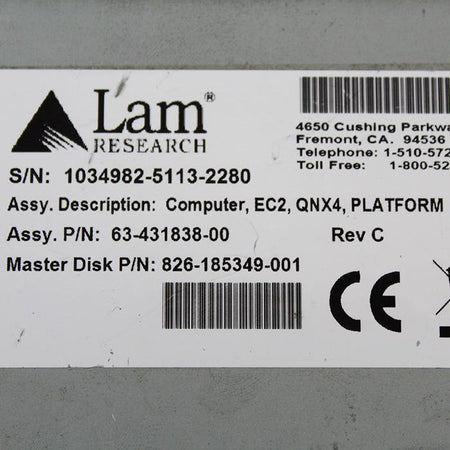 Lam®
RESEARCH
4650 Cushing Parkwa
Fremont, CA. 94536
Telephone: 1-510-572
Toll Free: 1-800-52
S/N: 1034982-5113-2280
Assy. Description: Computer, EC2, QNX4, PLATFORM
Assy. P/N: 63-431838-00 Rev C
Master Disk P/N: 826-185349-001
CE